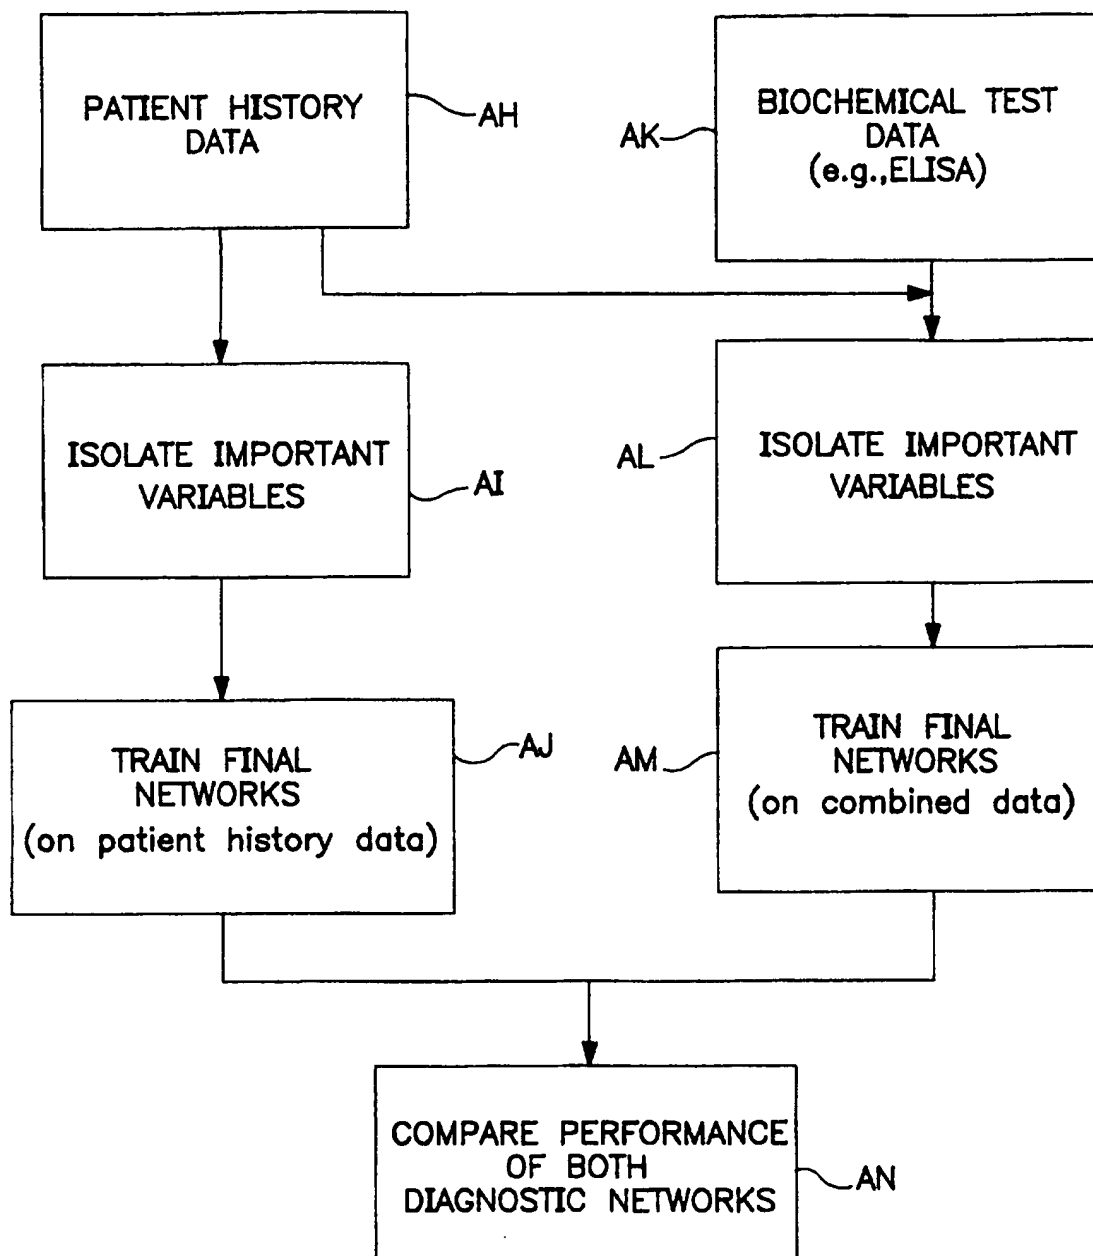 PATIENT HISTORY
DATA
AH
AK
BIOCHEMICAL TEST
DATA
(e.g.,ELISA)
ISOLATE IMPORTANT
VARIABLES
AI
AL
ISOLATE IMPORTANT
VARIABLES
TRAIN FINAL
NETWORKS
(on patient history data)
AJ
AM
TRAIN FINAL
NETWORKS
(on combined data)
COMPARE PERFORMANCE
OF BOTH
DIAGNOSTIC NETWORKS
AN